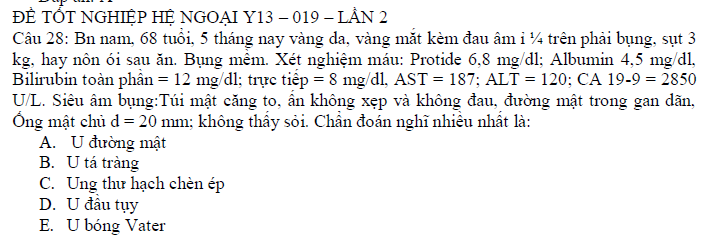 ĐỀ TỐT NGHIỆP HỆ NGOẠI Y13 – 019 – LẦN 2
Câu 28: Bn nam, 68 tuổi, 5 tháng nay vàng da, vàng mắt kèm đau âm i ¼ trên phải bụng, sụt 3
kg, hay nôn ói sau ăn. Bụng mềm. Xét nghiệm máu: Protide 6,8 mg/dl; Albumin 4,5 mg/dl,
Bilirubin toàn phần = 12 mg/dl; trực tiếp = 8 mg/dl, AST = 187; ALT = 120; CA 19-9 = 2850
U/L. Siêu âm bụng:Túi mật căng to, ấn không xẹp và không đau, đường mật trong gan dãn,
Ống mật chủ d = 20 mm; không thấy sỏi. Chẩn đoán nghĩ nhiều nhất là:
A. U đường mật
B. U tá tràng
C. Ung thư hạch chèn ép
D. U đầu tụy
E. U bóng Vater